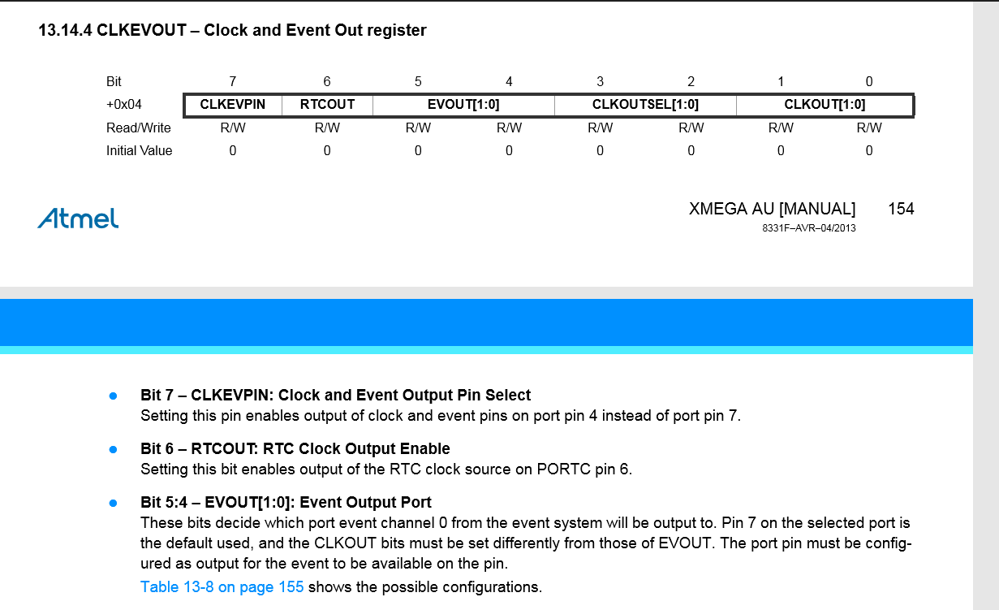 13.14.4 CLKEVOUT – Clock and Event Out register
Bit 7 6 5 4 3 2 1 0
+0x04 CLKEVPIN RTCOUT EVOUT[1:0] CLKOUTSEL[1:0] CLKOUT[1:0]
Read/Write R/W R/W R/W R/W R/W R/W R/W R/W
Initial Value 0 0 0 0 0 0 0 0
Atmel
XMEGA AU [MANUAL] 154
8331F–AVR–04/2013
● Bit 7 – CLKEVPIN: Clock and Event Output Pin Select
Setting this pin enables output of clock and event pins on port pin 4 instead of port pin 7.
● Bit 6 – RTCOUT: RTC Clock Output Enable
Setting this bit enables output of the RTC clock source on PORTC pin 6.
● Bit 5:4 – EVOUT[1:0]: Event Output Port
These bits decide which port event channel 0 from the event system will be output to. Pin 7 on the selected port is
the default used, and the CLKOUT bits must be set differently from those of EVOUT. The port pin must be config-
ured as output for the event to be available on the pin.
Table 13-8 on page 155 shows the possible configurations.